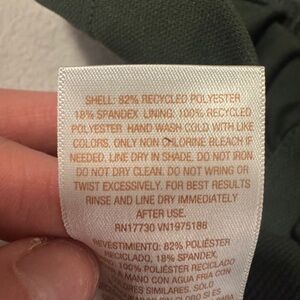 SHELL: 82% RECYCLED POLYESTER
18% SPANDEX LINING: 100% RECYCLED
POLYESTER HAND WASH COLD WITH LIKE
COLORS, ONLY NON CHLORINE BLEACH IF
NEEDED, LINE DRY IN SHADE, DO NOT IRON.
DO NOT DRY CLEAN. DO NOT WRING OR
TWIST EXCESSIVELY. FOR BEST RESULTS
RINSE AND LINE DRY IMMEDIATELY
AFTER USE.
RN17730 VN1975188
REVESTIMIENTO: 82% POLIÉSTER
RECICLADO, 18% SPANDEX,
100% POLIÉSTER RECICLADO
A MANO CON AGUA FRIA CON
SIMILARES, SOLO